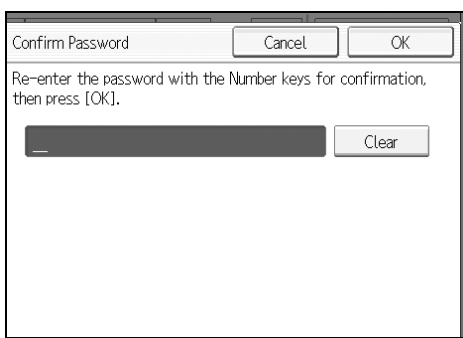 Confirm Password Cancel OK
Re-enter the password with the Number keys for confirmation,
then press [OK].
Clear